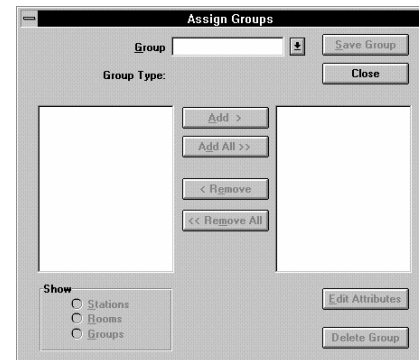 Assign Groups
Group
Save Group
Group Type:
Close
Add >
Add All >>
< Remove
<< Remove All
Show
Stations
Rooms
Groups
Edit Attributes
Delete Group